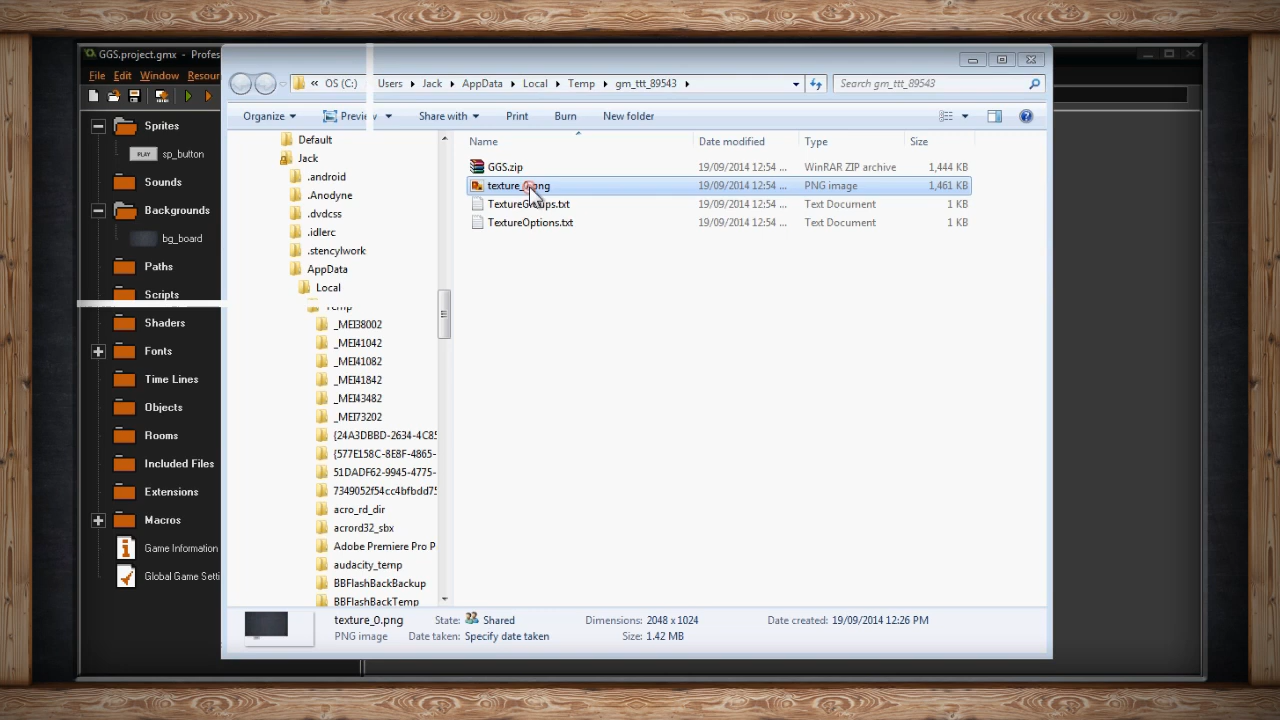 GGS.project.gmx - Profes
File Edit Window Resour
Sprites
PLAY sp_button
Sounds
Backgrounds
bg_board
Paths
Scripts
Shaders
Fonts
Time Lines
Objects
Rooms
Included Files
Extensions
Macros
Game Information
Global Game Setti
« OS (C:) Users Jack AppData Local Temp gm_ttt_89543
Search gm_ttt_89543
Organize Preview Share with Print Burn New folder
Default
Jack
.android
.Anodyne
.dvdcss
.idlerc
.stencylwork
AppData
Local
Temp
_MEI38002
_MEI41042
_MEI41082
_MEI41842
_MEI43482
_MEI73202
{24A3DBBD-2634-4C85
{577E158C-8E8F-4865-
51DADF62-9945-4775-
7349052f54cc4bfbdd75
acro_rd_dir
acrord32_sbx
Adobe Premiere Pro P
audacity_temp
BBFlashBackBackup
BBFlashBackTemp
Name Date modified Type Size
GGS.zip 19/09/2014 12:54 ... WinRAR ZIP archive 1,444 KB
texture_0.png 19/09/2014 12:54 ... PNG image 1,461 KB
TextureGroups.txt 19/09/2014 12:54 ... Text Document 1 KB
TextureOptions.txt 19/09/2014 12:54 ... Text Document 1 KB
texture_0.png State: Shared Dimensions: 2048 x 1024 Date created: 19/09/2014 12:26 PM
PNG image Date taken: Specify date taken Size: 1.42 MB